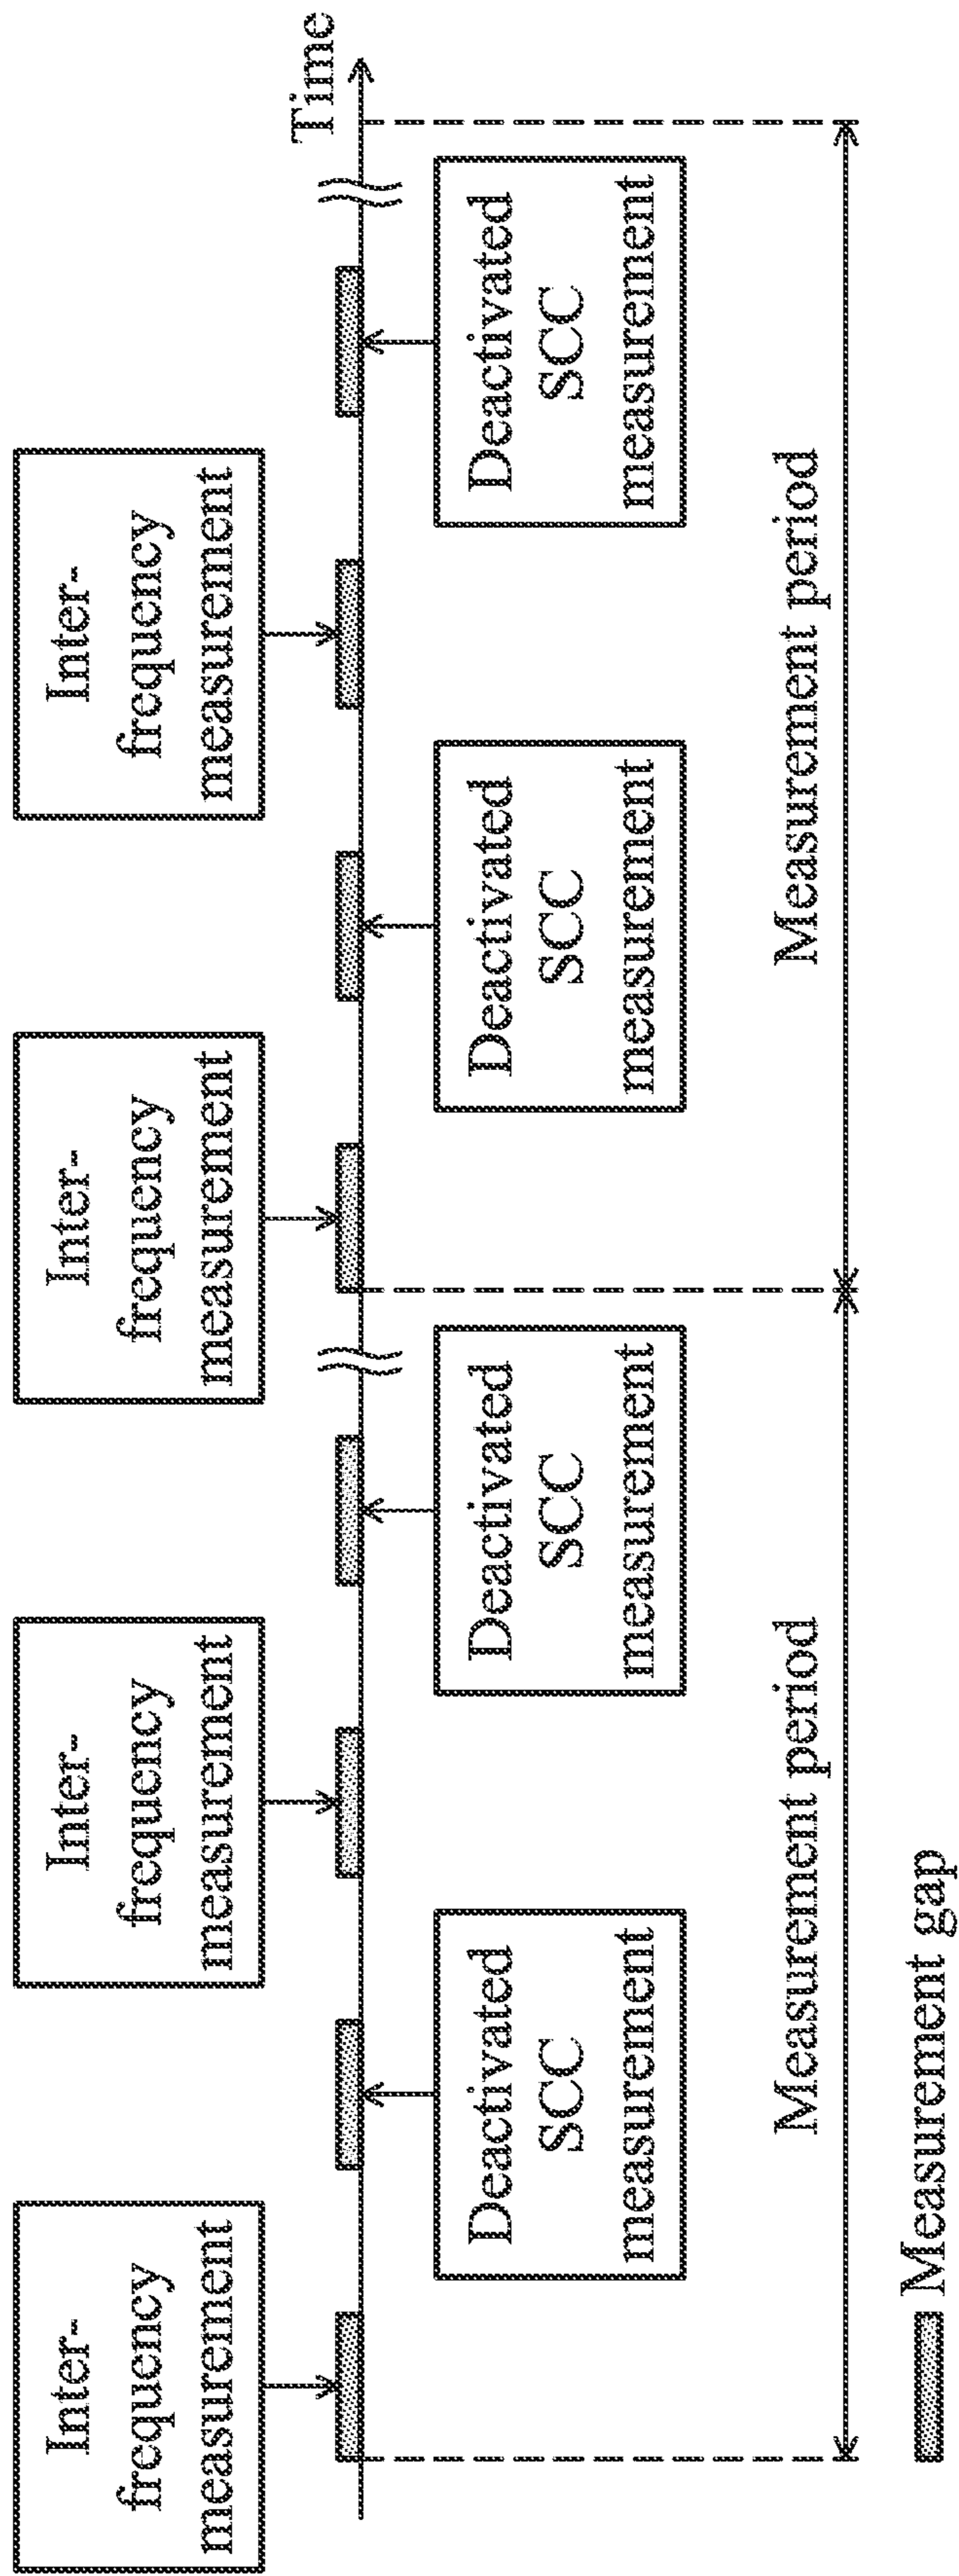 Inter-
frequency
measurement
Inter-
frequency
measurement
Inter-
frequency
measurement
Inter-
frequency
measurement
Time
Deactivated
SCC
measurement
Deactivated
SCC
measurement
Deactivated
SCC
measurement
Deactivated
SCC
measurement
Measurement period
Measurement period
Measurement gap